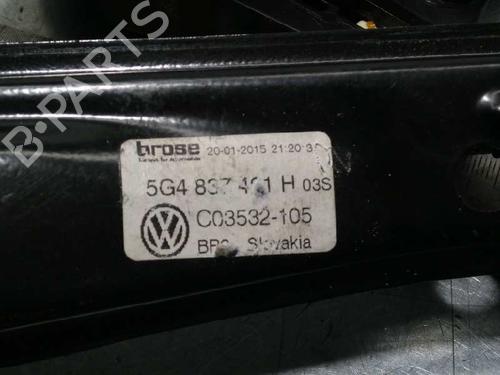 B-PARTS
brose
20-01-2015 21:20:3
5G4 837 461 H 03S
C03532-105
Slovakia